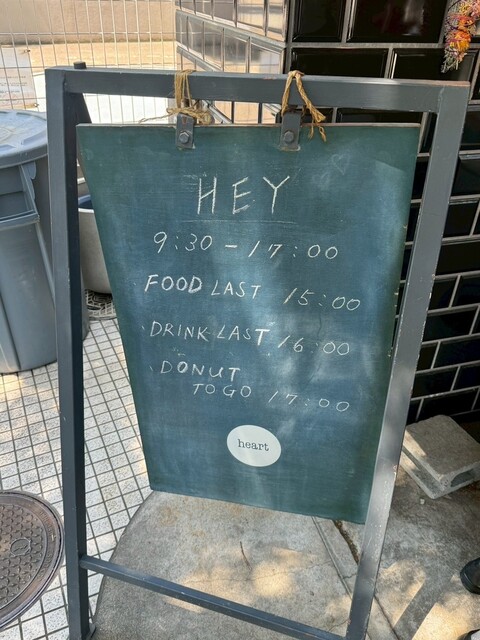 HEY
9:30 - 17:00
FOOD LAST 15:00
DRINK LAST 16:00
DONUT
TO GO 17:00
heart